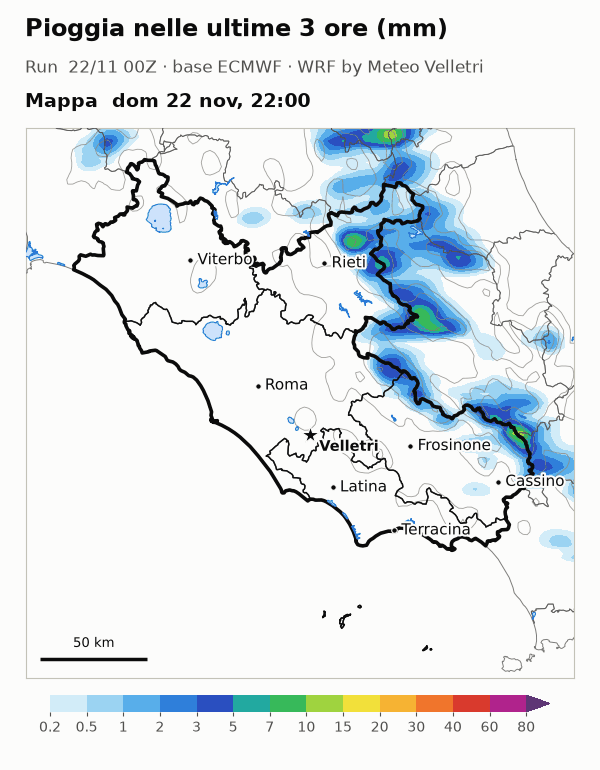 Pioggia nelle ultime 3 ore (mm)
Run  22/11 00Z · base ECMWF · WRF by Meteo Velletri
Mappa  dom 22 nov, 22:00
Viterbo
Rieti
Roma
Velletri
Frosinone
Latina
Cassino
Terracina
50 km
0.2 0.5 1 2 3 5 7 10 15 20 30 40 60 80